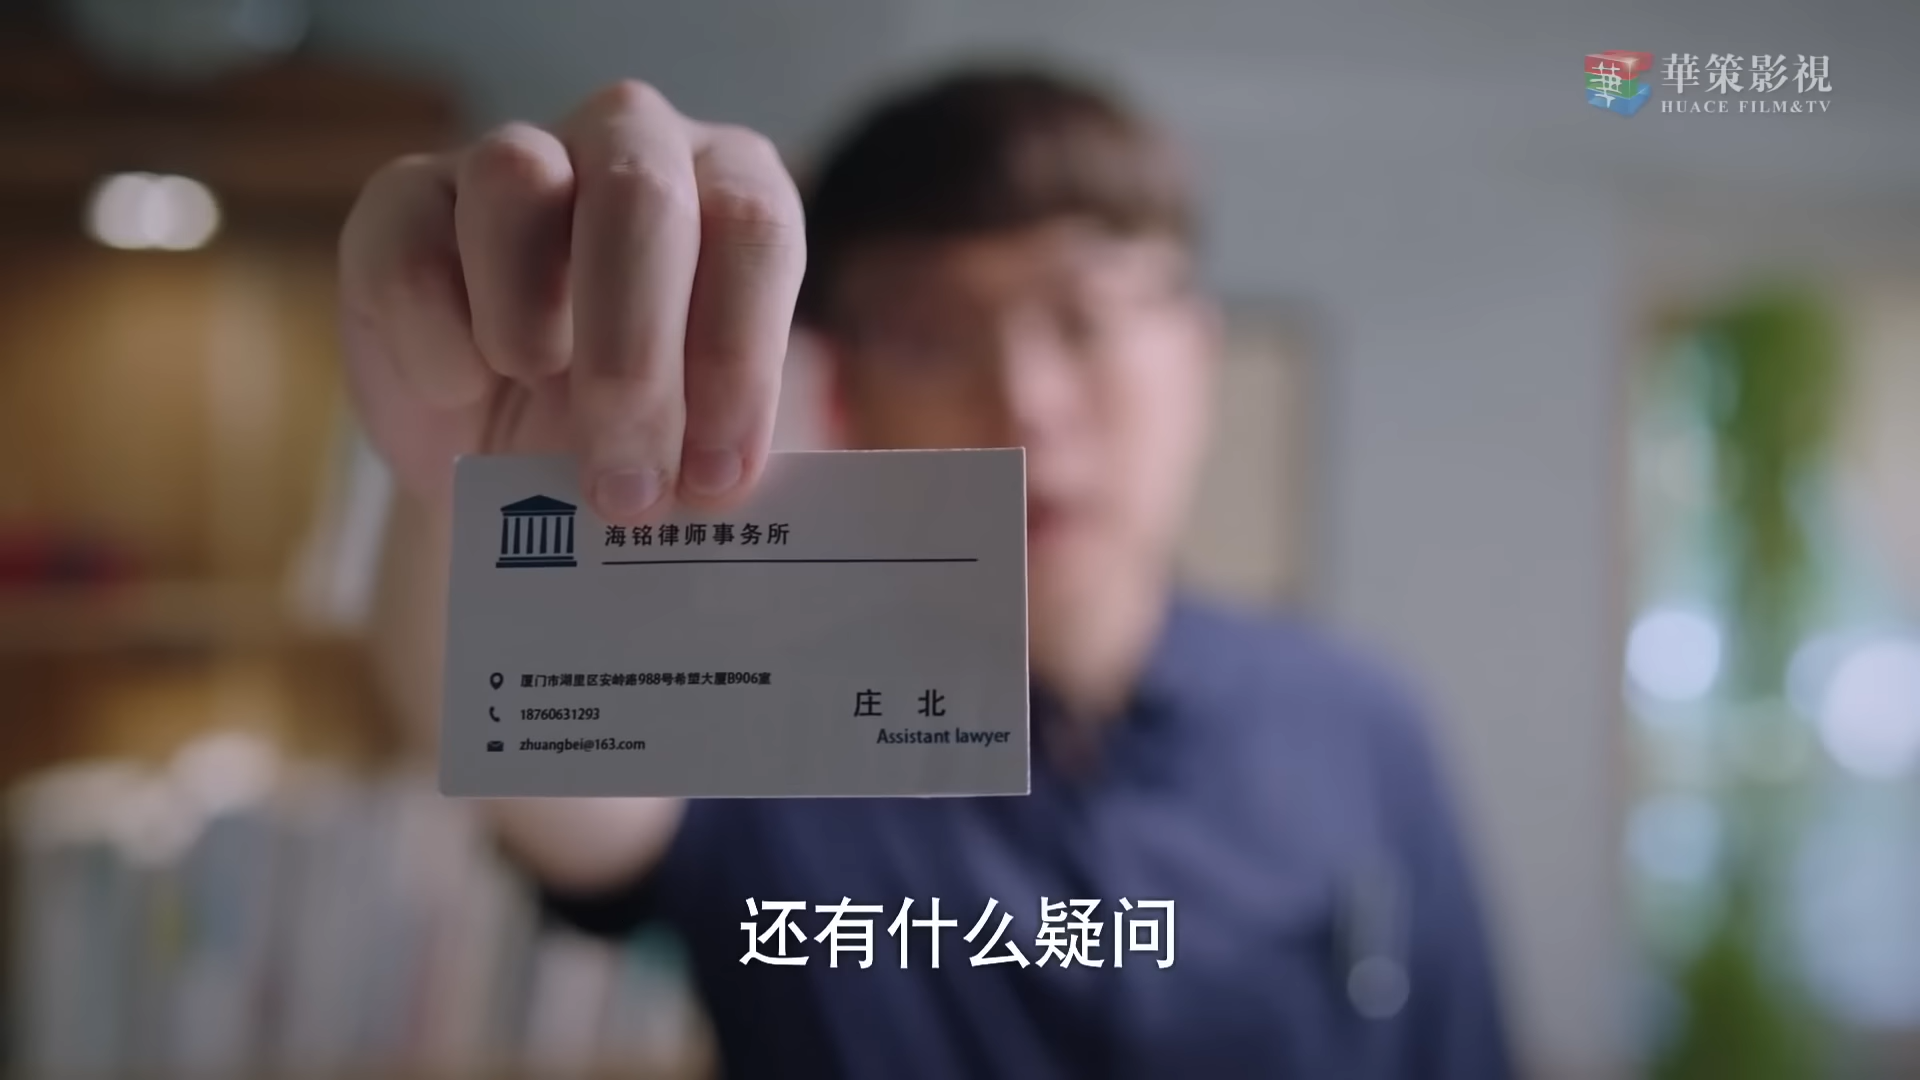 華策影視
HUACE FILM&TV
海铭律师事务所
厦门市湖里区安岭路988号希望大厦B906室
18760631293
zhuangbei@163.com
庄 北
Assistant lawyer
还有什么疑问